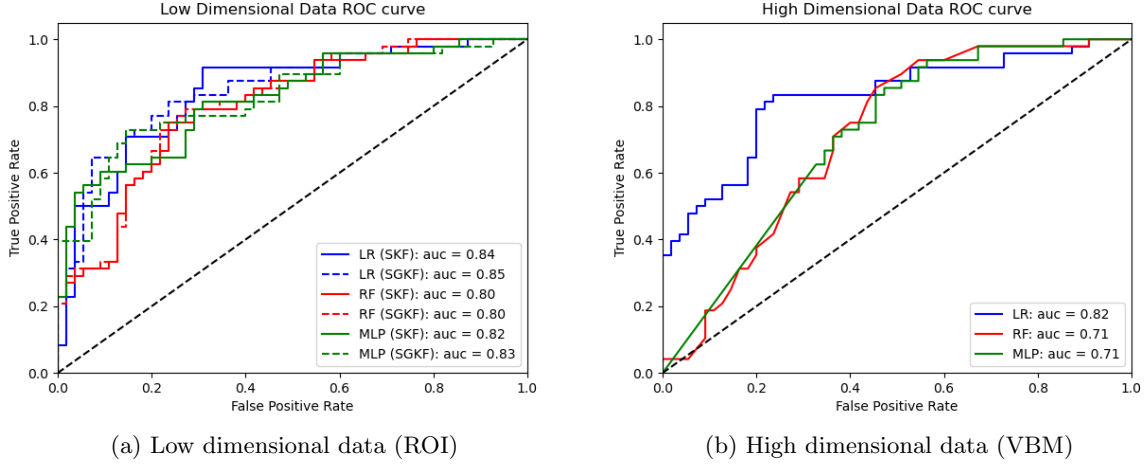 Low Dimensional Data ROC curve
True Positive Rate
1.0
0.8
0.6
0.4
0.2
0.0
LR (SKF): auc = 0.84
LR (SGKF): auc = 0.85
RF (SKF): auc = 0.80
RF (SGKF): auc = 0.80
MLP (SKF): auc = 0.82
MLP (SGKF): auc = 0.83
0.0 0.2 0.4 0.6 0.8 1.0
False Positive Rate
(a) Low dimensional data (ROI)
High Dimensional Data ROC curve
True Positive Rate
1.0
0.8
0.6
0.4
0.2
0.0
LR: auc = 0.82
RF: auc = 0.71
MLP: auc = 0.71
0.0 0.2 0.4 0.6 0.8 1.0
False Positive Rate
(b) High dimensional data (VBM)